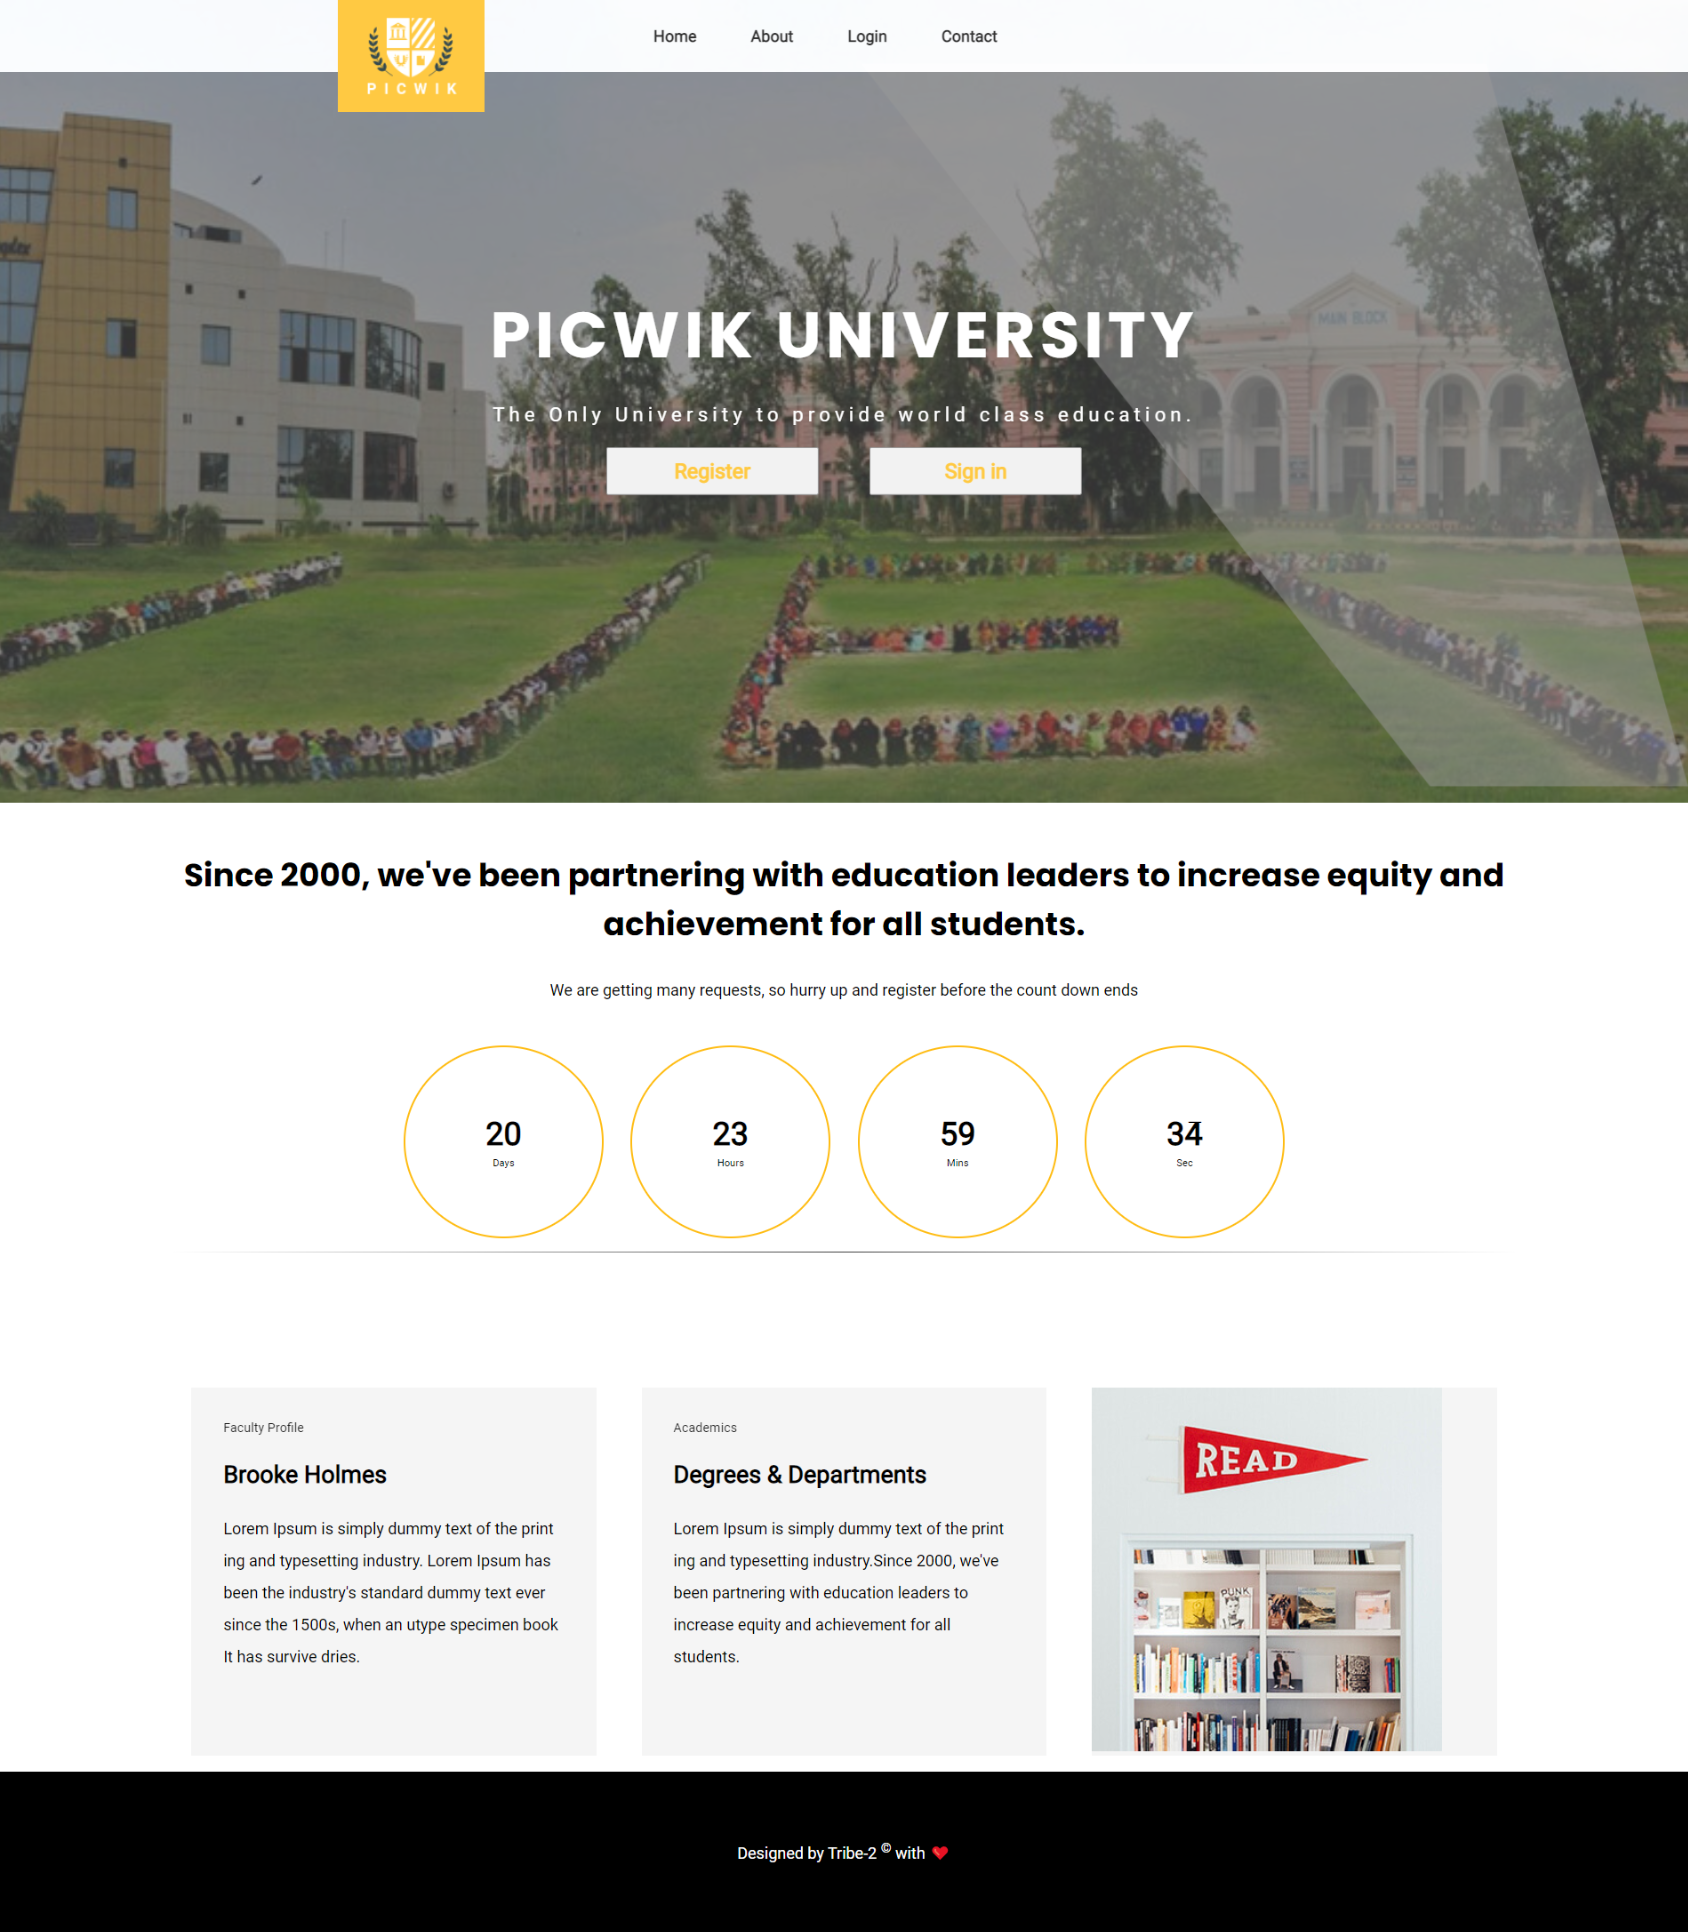 Home About Login Contact
PICWIK
MAIN BLOCK
PICWIK UNIVERSITY
The Only University to provide world class education.
Register Sign in
Since 2000, we've been partnering with education leaders to increase equity and
achievement for all students.
We are getting many requests, so hurry up and register before the count down ends
20 23 59 34
Days Hours Mins Sec
Faculty Profile
Brooke Holmes
Lorem Ipsum is simply dummy text of the print
ing and typesetting industry. Lorem Ipsum has
been the industry's standard dummy text ever
since the 1500s, when an utype specimen book
It has survive dries.
Academics
Degrees & Departments
Lorem Ipsum is simply dummy text of the print
ing and typesetting industry.Since 2000, we've
been partnering with education leaders to
increase equity and achievement for all
students.
READ
PUNK
Designed by Tribe-2 © with ❤